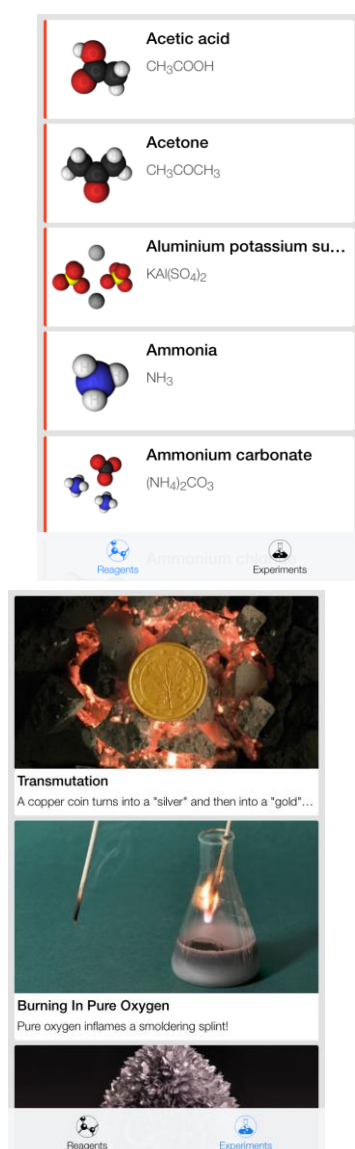 Acetic acid
CH₃COOH
Acetone
CH₃COCH₃
Aluminium potassium su...
KAl(SO₄)₂
Ammonia
NH₃
Ammonium carbonate
(NH₄)₂CO₃
Ammonium chloride
Reagents Experiments
Transmutation
A copper coin turns into a "silver" and then into a "gold"...
Burning In Pure Oxygen
Pure oxygen inflames a smoldering splint!
Reagents Experiments